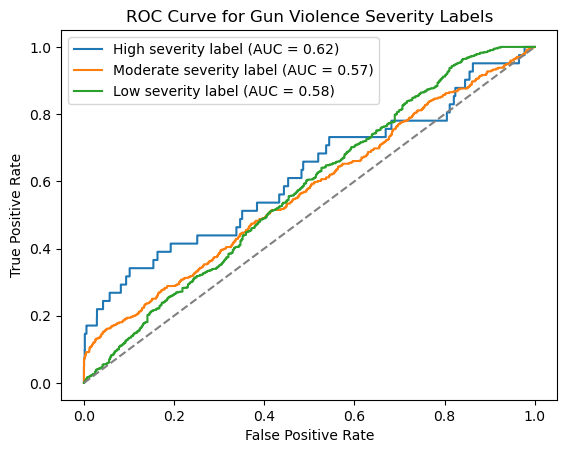 ROC Curve for Gun Violence Severity Labels
High severity label (AUC = 0.62)
Moderate severity label (AUC = 0.57)
Low severity label (AUC = 0.58)
True Positive Rate
1.0
0.8
0.6
0.4
0.2
0.0
0.0 0.2 0.4 0.6 0.8 1.0
False Positive Rate